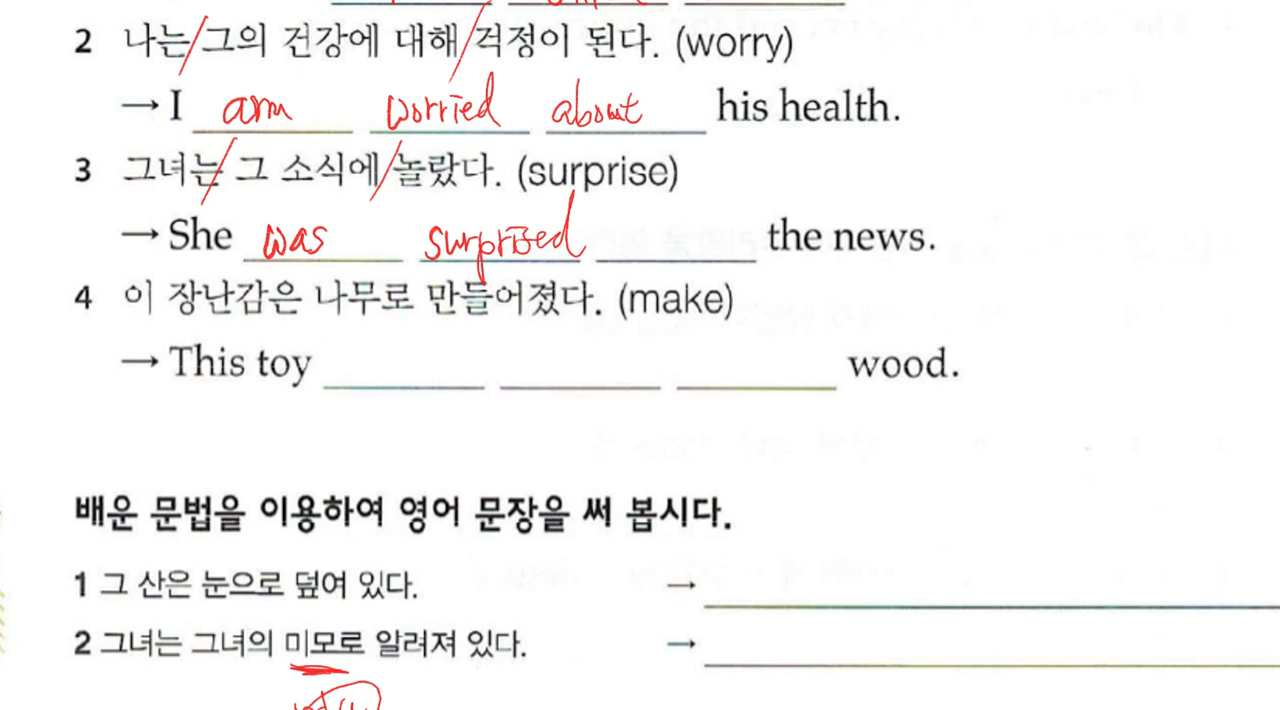 2 나는/그의 건강에 대해/걱정이 된다. (worry)
→ I am worried about his health.
3 그녀는/그 소식에/놀랐다. (surprise)
→ She was surprised the news.
4 이 장난감은 나무로 만들어졌다. (make)
→ This toy wood.
배운 문법을 이용하여 영어 문장을 써 봅시다.
1 그 산은 눈으로 덮여 있다. →
2 그녀는 그녀의 미모로 알려져 있다. →